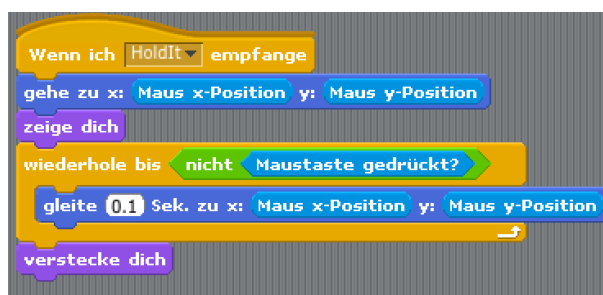 Wenn ich HoldIt empfange
gehe zu x: Maus x-Position y: Maus y-Position
zeige dich
wiederhole bis nicht Maustaste gedrückt?
gleite 0.1 Sek. zu x: Maus x-Position y: Maus y-Position
verstecke dich